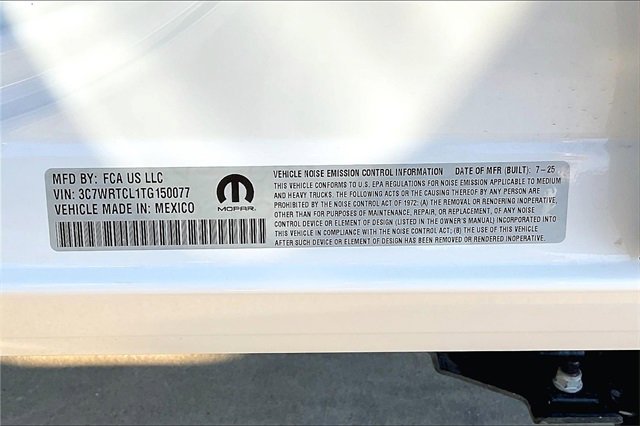 MFD BY: FCA US LLC
VIN: 3C7WRTCL1TG150077
VEHICLE MADE IN: MEXICO
MOPAR
VEHICLE NOISE EMISSION CONTROL INFORMATION DATE OF MFR (BUILT): 7-25
THIS VEHICLE CONFORMS TO U.S. EPA REGULATIONS FOR NOISE EMISSION APPLICABLE TO MEDIUM
AND HEAVY TRUCKS. THE FOLLOWING ACTS OR THE CAUSING THEREOF BY ANY PERSON ARE
PROHIBITED BY THE NOISE CONTROL ACT OF 1972: (A) THE REMOVAL OR RENDERING INOPERATIVE,
OTHER THAN FOR PURPOSES OF MAINTENANCE, REPAIR, OR REPLACEMENT, OF ANY NOISE
CONTROL DEVICE OR ELEMENT OF DESIGN (LISTED IN THE OWNER'S MANUAL) INCORPORATED INTO
THIS VEHICLE IN COMPLIANCE WITH THE NOISE CONTROL ACT; (B) THE USE OF THIS VEHICLE
AFTER SUCH DEVICE OR ELEMENT OF DESIGN HAS BEEN REMOVED OR RENDERED INOPERATIVE.